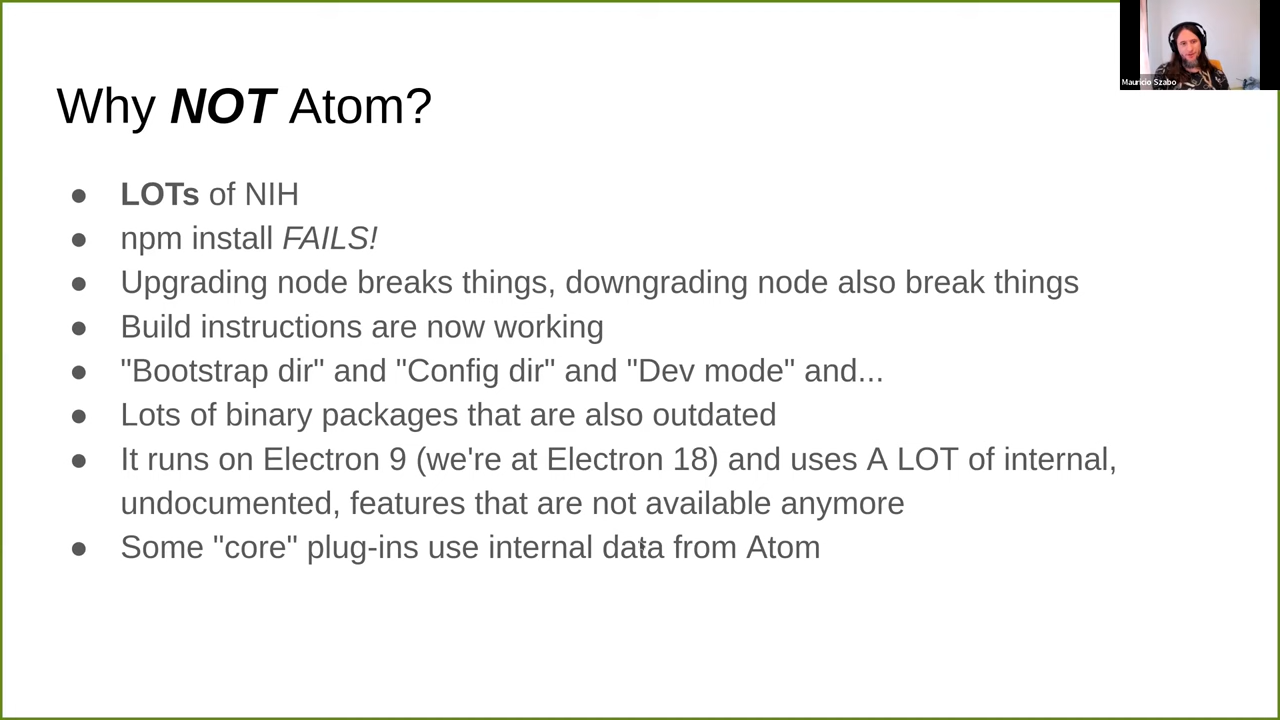 Why NOT Atom?
● LOTs of NIH
● npm install FAILS!
● Upgrading node breaks things, downgrading node also break things
● Build instructions are now working
● "Bootstrap dir" and "Config dir" and "Dev mode" and...
● Lots of binary packages that are also outdated
● It runs on Electron 9 (we're at Electron 18) and uses A LOT of internal,
undocumented, features that are not available anymore
● Some "core" plug-ins use internal data from Atom
Mauricio Szabo